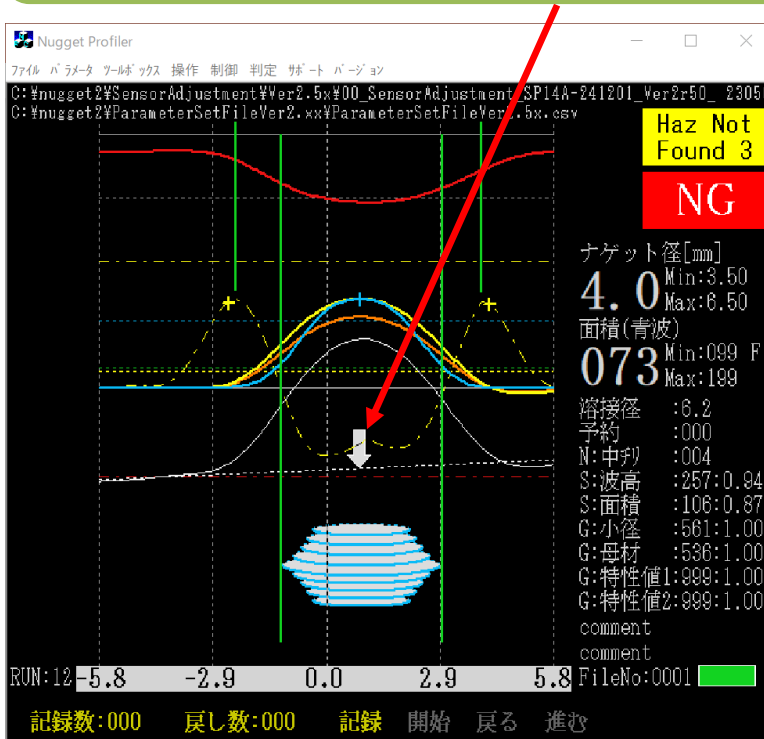 Nugget Profiler
ﾌｧｲﾙ ﾊﾟﾗﾒｰﾀ ﾂｰﾙﾎﾞｯｸｽ 操作 制御 判定 ｻﾎﾟｰﾄ ﾊﾞｰｼﾞｮﾝ
C:¥nugget2¥SensorAdjustment¥Ver2.5x¥00_SensorAdjustment_SP14A-241201_Ver2r50_ 2305
C:¥nugget2¥ParameterSetFileVer2.xx¥ParameterSetFileVer2.5x.csv
Haz Not
Found 3
NG
ナゲット径[mm]
4.0 Min:3.50
Max:6.50
面積(青波)
073 Min:099 F
Max:199
溶接径 :6.2
予約 :000
N:中ﾁﾘ :004
S:波高 :257:0.94
S:面積 :106:0.87
G:小径 :561:1.00
G:母材 :536:1.00
G:特性値1:999:1.00
G:特性値2:999:1.00
comment
comment
RUN:12 -5.8 -2.9 0.0 2.9 5.8 FileNo:0001
記録数:000 戻し数:000 記録 開始 戻る 進む